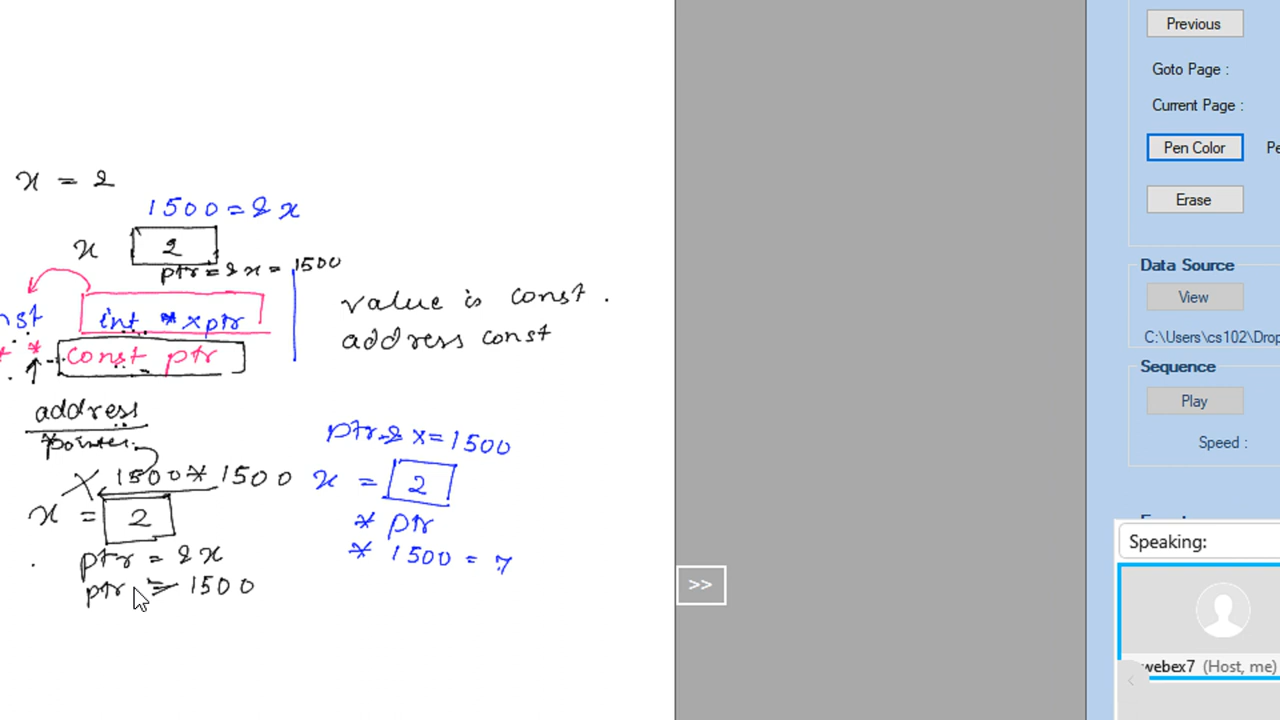 x = 2
1500 = &x
x 2
ptr = &x = 1500
int * xptr
* const ptr
value is const.
address const
address
pointer.
X 1500 * 1500
x = 2
ptr = &x
ptr = 1500
ptr = & x = 1500
x = 2
* ptr
* 1500 = 7
>>
Previous
Goto Page :
Current Page :
Pen Color
Erase
Data Source
View
C:\Users\cs102\Drop
Sequence
Play
Speed :
Speaking:
webex7 (Host, me)